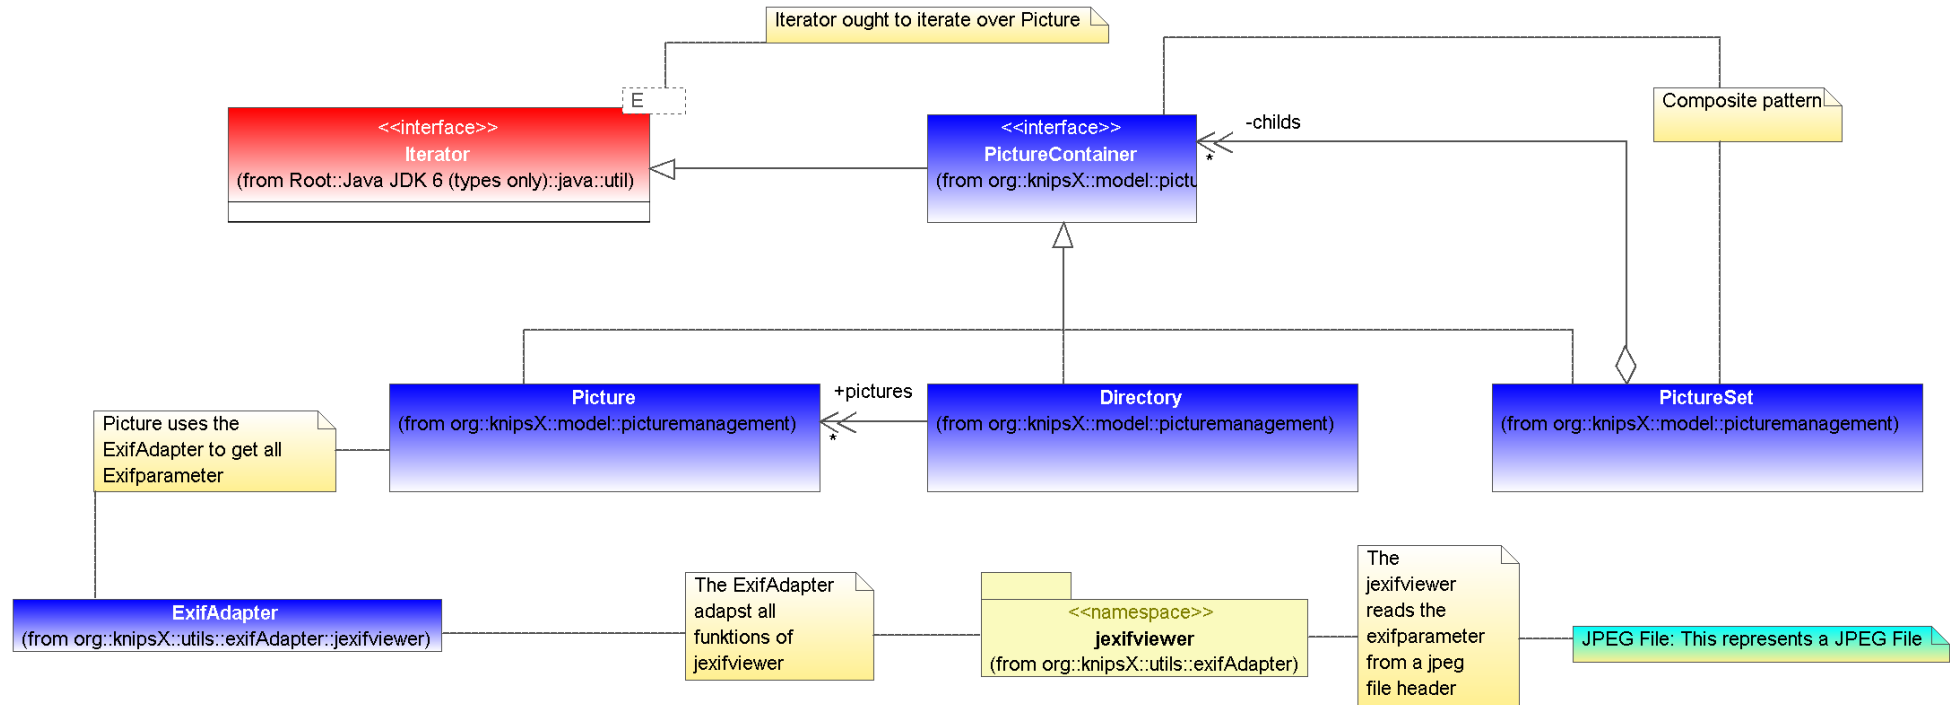 Iterator ought to iterate over Picture
E
<<interface>>
Iterator
(from Root::Java JDK 6 (types only)::java::util)
<<interface>>
PictureContainer
(from org::knipsX::model::pictu
-childs
*
Composite pattern
Picture
(from org::knipsX::model::picturemanagement)
+pictures
*
Directory
(from org::knipsX::model::picturemanagement)
PictureSet
(from org::knipsX::model::picturemanagement)
Picture uses the
ExifAdapter to get all
Exifparameter
ExifAdapter
(from org::knipsX::utils::exifAdapter::jexifviewer)
The ExifAdapter
adapst all
funktions of
jexifviewer
<<namespace>>
jexifviewer
(from org::knipsX::utils::exifAdapter)
The
jexifviewer
reads the
exifparameter
from a jpeg
file header
JPEG File: This represents a JPEG File